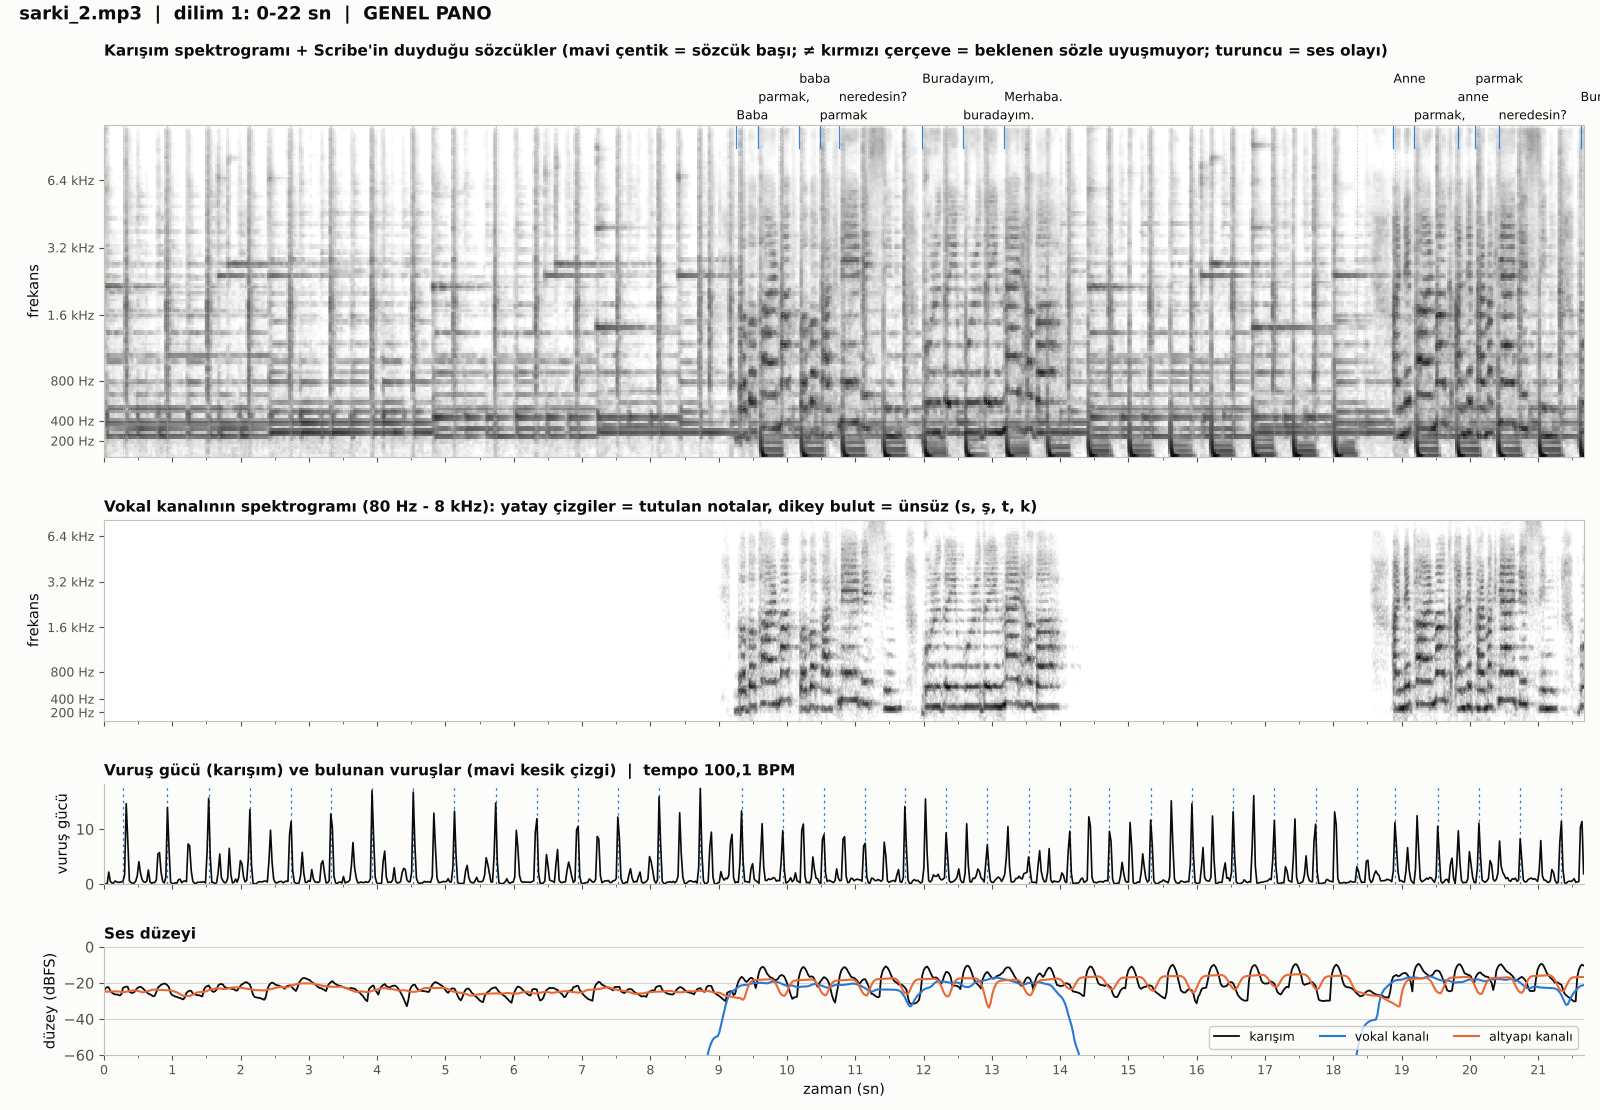 sarki_2.mp3 | dilim 1: 0-22 sn | GENEL PANO
Karışım spektrogramı + Scribe'in duyduğu sözcükler (mavi çentik = sözcük başı; ≠ kırmızı çerçeve = beklenen sözle uyuşmuyor; turuncu = ses olayı)
baba Buradayım, Anne parmak
parmak, neredesin? Merhaba. anne Bur
Baba parmak buradayım. parmak, neredesin?
frekans
6.4 kHz
3.2 kHz
1.6 kHz
800 Hz
400 Hz
200 Hz
Vokal kanalının spektrogramı (80 Hz - 8 kHz): yatay çizgiler = tutulan notalar, dikey bulut = ünsüz (s, ş, t, k)
frekans
6.4 kHz
3.2 kHz
1.6 kHz
800 Hz
400 Hz
200 Hz
Vuruş gücü (karışım) ve bulunan vuruşlar (mavi kesik çizgi) | tempo 100,1 BPM
vuruş gücü
10
0
Ses düzeyi
düzey (dBFS)
0
−20
−40
−60
karışım vokal kanalı altyapı kanalı
0 1 2 3 4 5 6 7 8 9 10 11 12 13 14 15 16 17 18 19 20 21
zaman (sn)